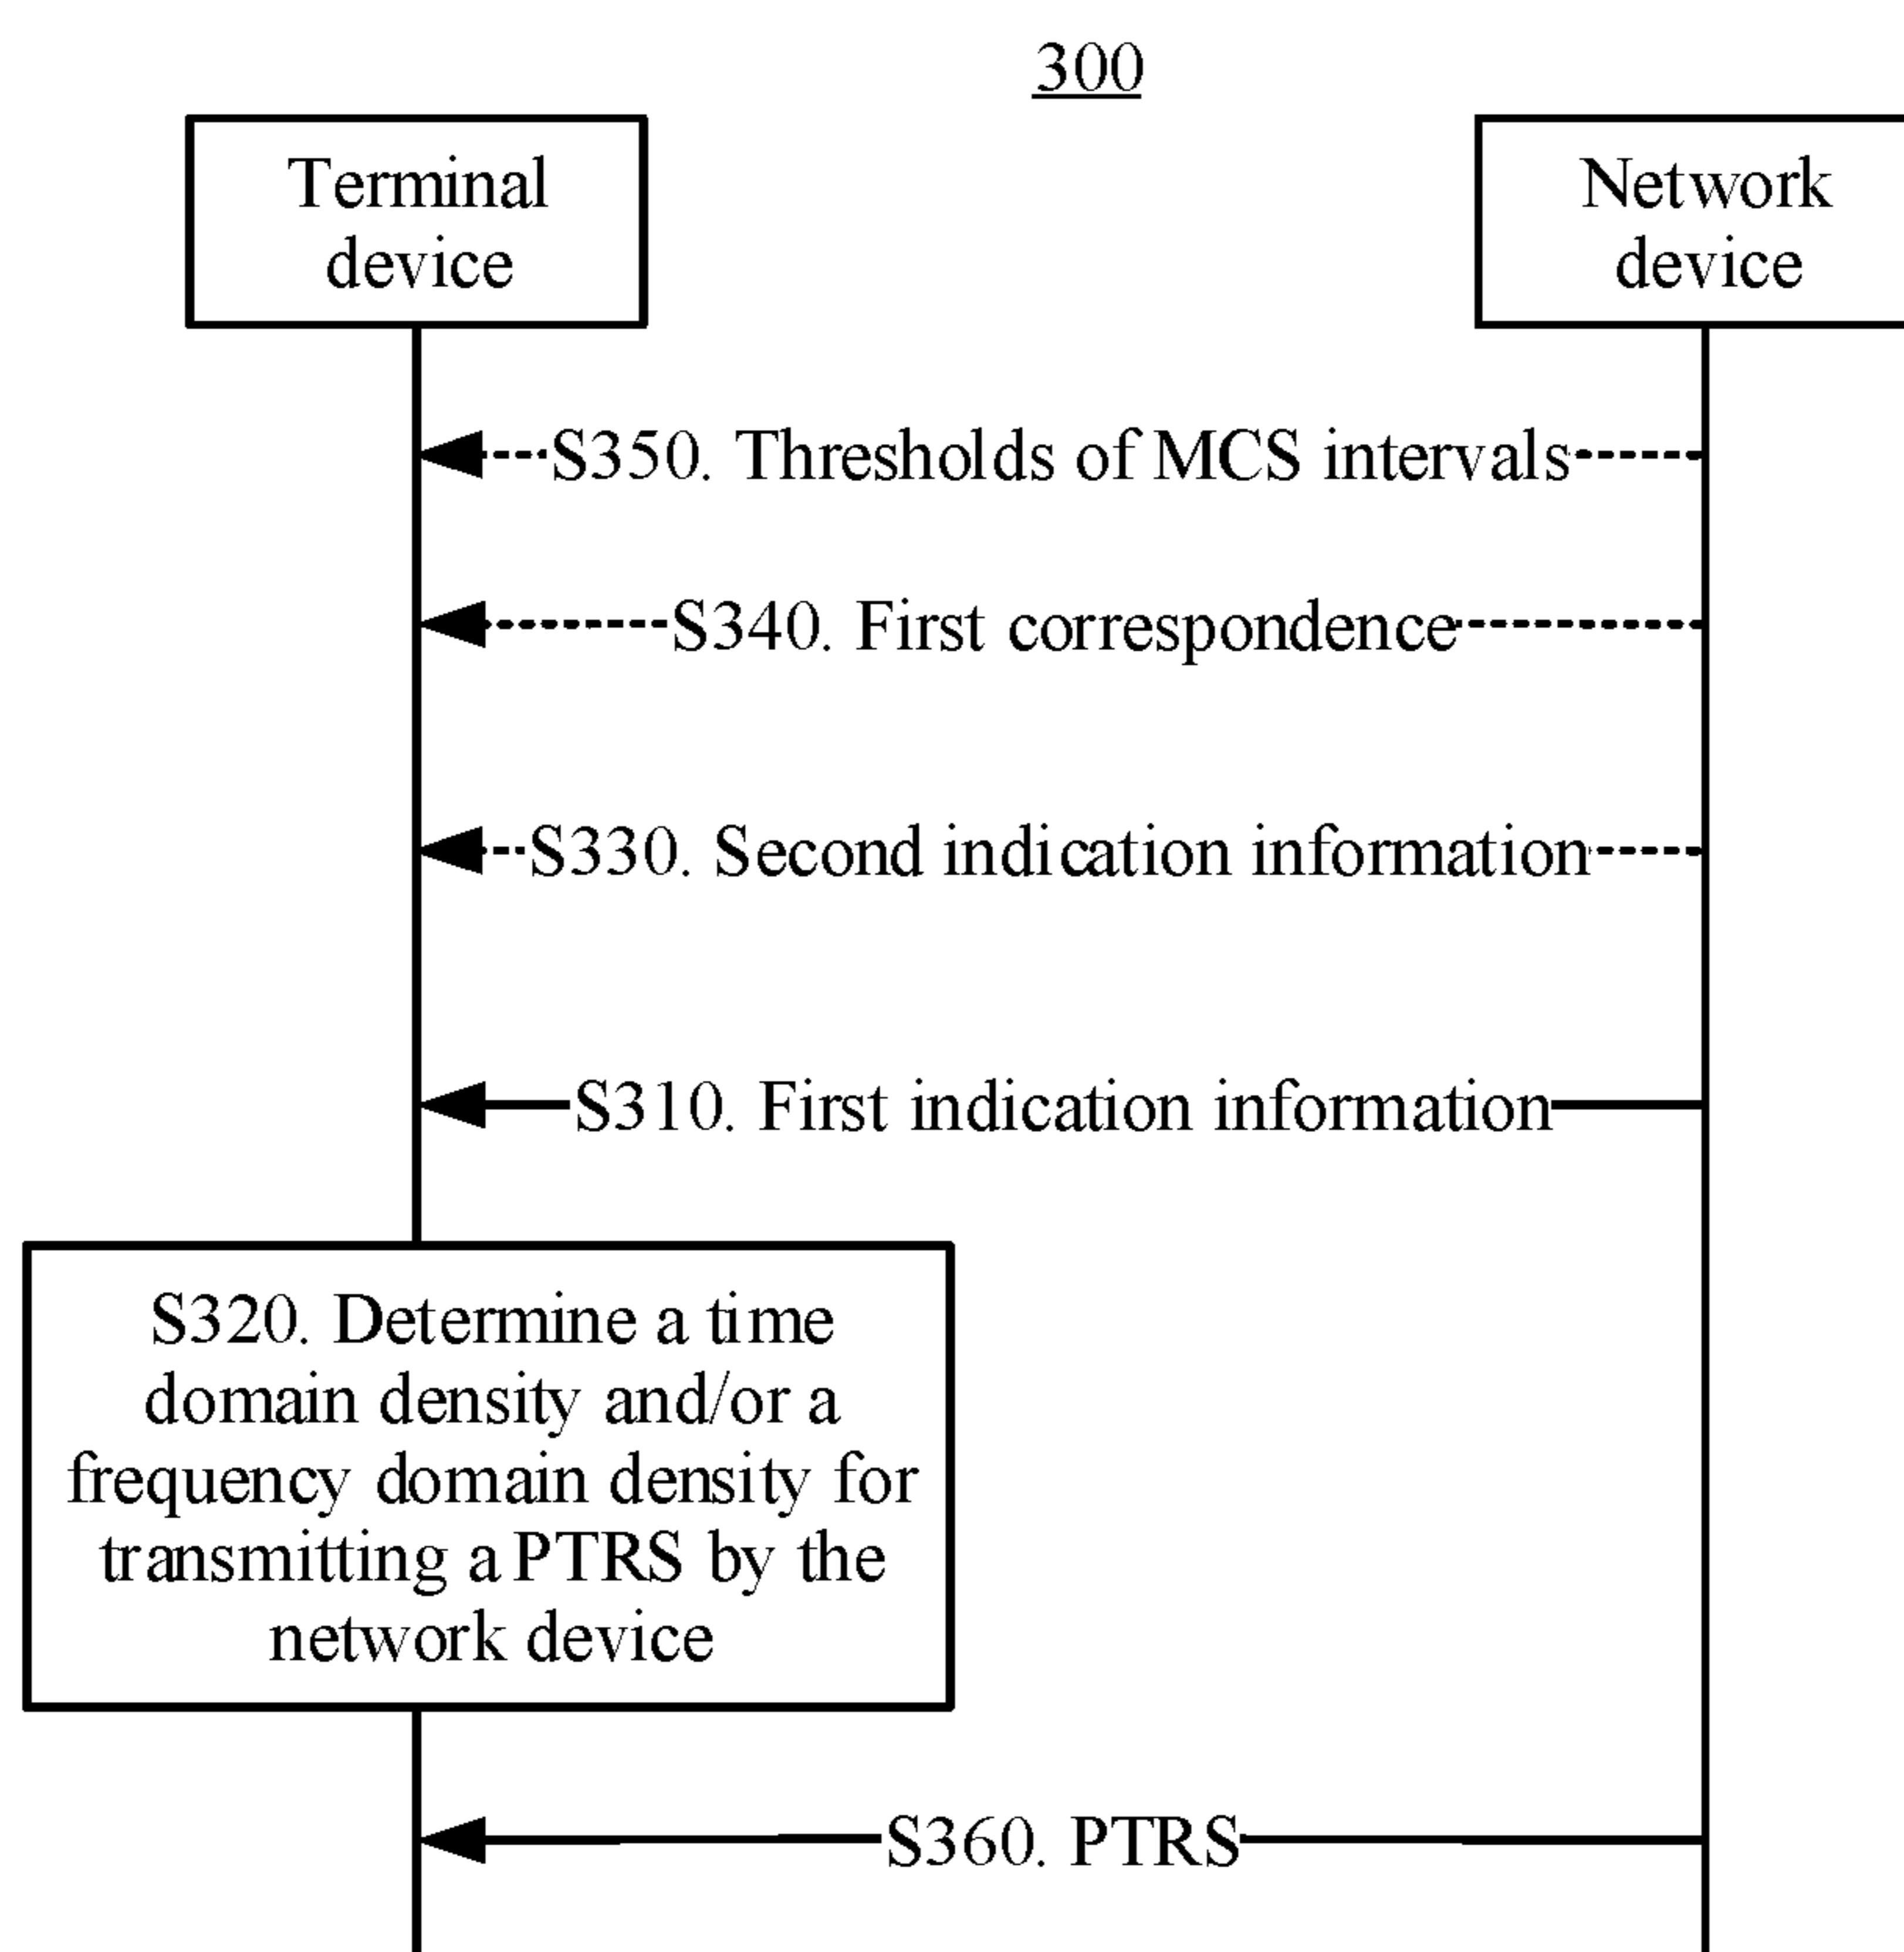 300
Terminal
device
Network
device
S350. Thresholds of MCS intervals
S340. First correspondence
S330. Second indication information
S310. First indication information
S320. Determine a time
domain density and/or a
frequency domain density for
transmitting a PTRS by the
network device
S360. PTRS